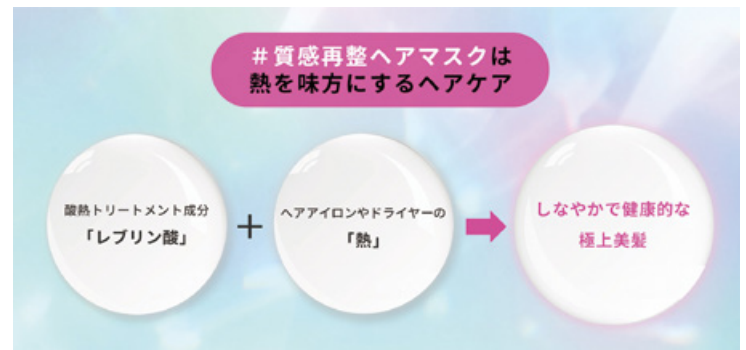 #質感再整ヘアマスクは
熱を味方にするヘアケア
酸熱トリートメント成分
「レブリン酸」
+
ヘアアイロンやドライヤーの
「熱」
しなやかで健康的な
極上美髪